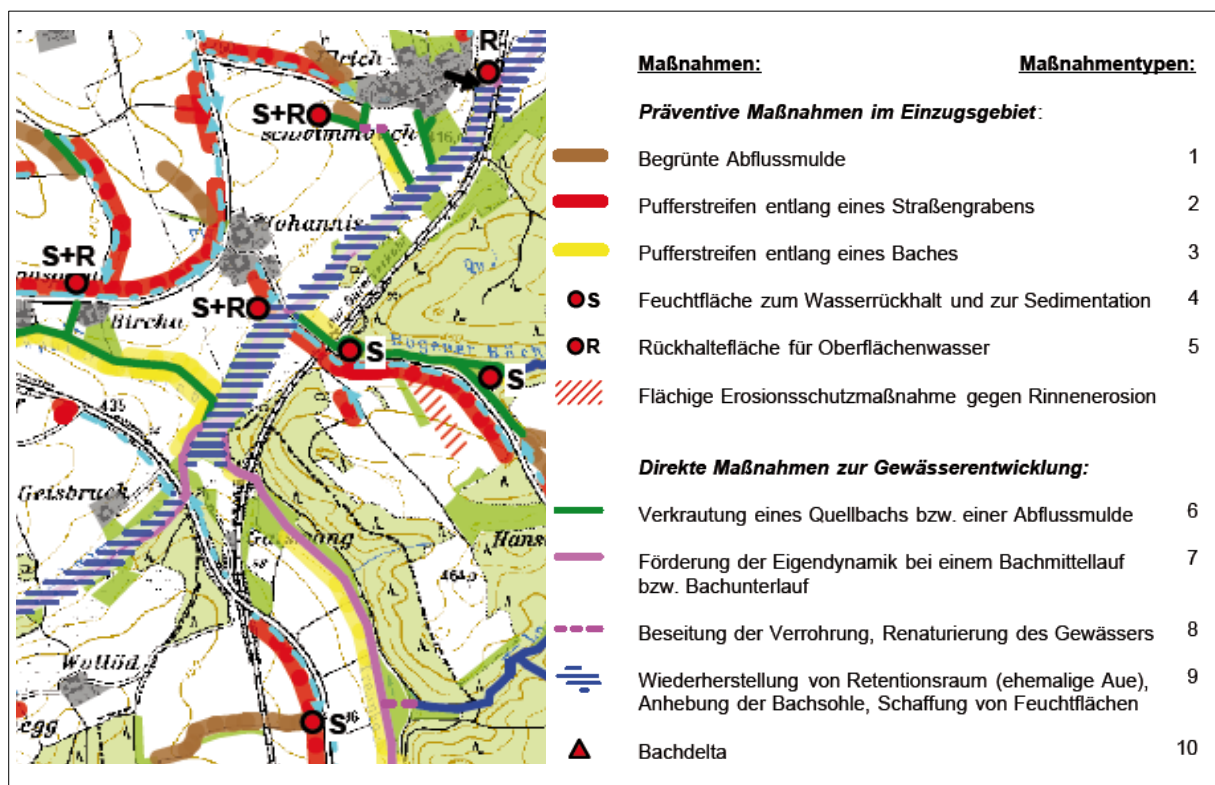 R
S+R
416,
Johannis
S+R
Bircha
S+R
S
S
435
Geisbruck
464,0
Wollöd
S
egg
Maßnahmen: Maßnahmentypen:
Präventive Maßnahmen im Einzugsgebiet:
Begrünte Abflussmulde 1
Pufferstreifen entlang eines Straßengrabens 2
Pufferstreifen entlang eines Baches 3
S Feuchtfläche zum Wasserrückhalt und zur Sedimentation 4
R Rückhaltefläche für Oberflächenwasser 5
Flächige Erosionsschutzmaßnahme gegen Rinnenerosion
Direkte Maßnahmen zur Gewässerentwicklung:
Verkrautung eines Quellbachs bzw. einer Abflussmulde 6
Förderung der Eigendynamik bei einem Bachmittellauf 7
bzw. Bachunterlauf
Beseitung der Verrohrung, Renaturierung des Gewässers 8
Wiederherstellung von Retentionsraum (ehemalige Aue), 9
Anhebung der Bachsohle, Schaffung von Feuchtflächen
Bachdelta 10